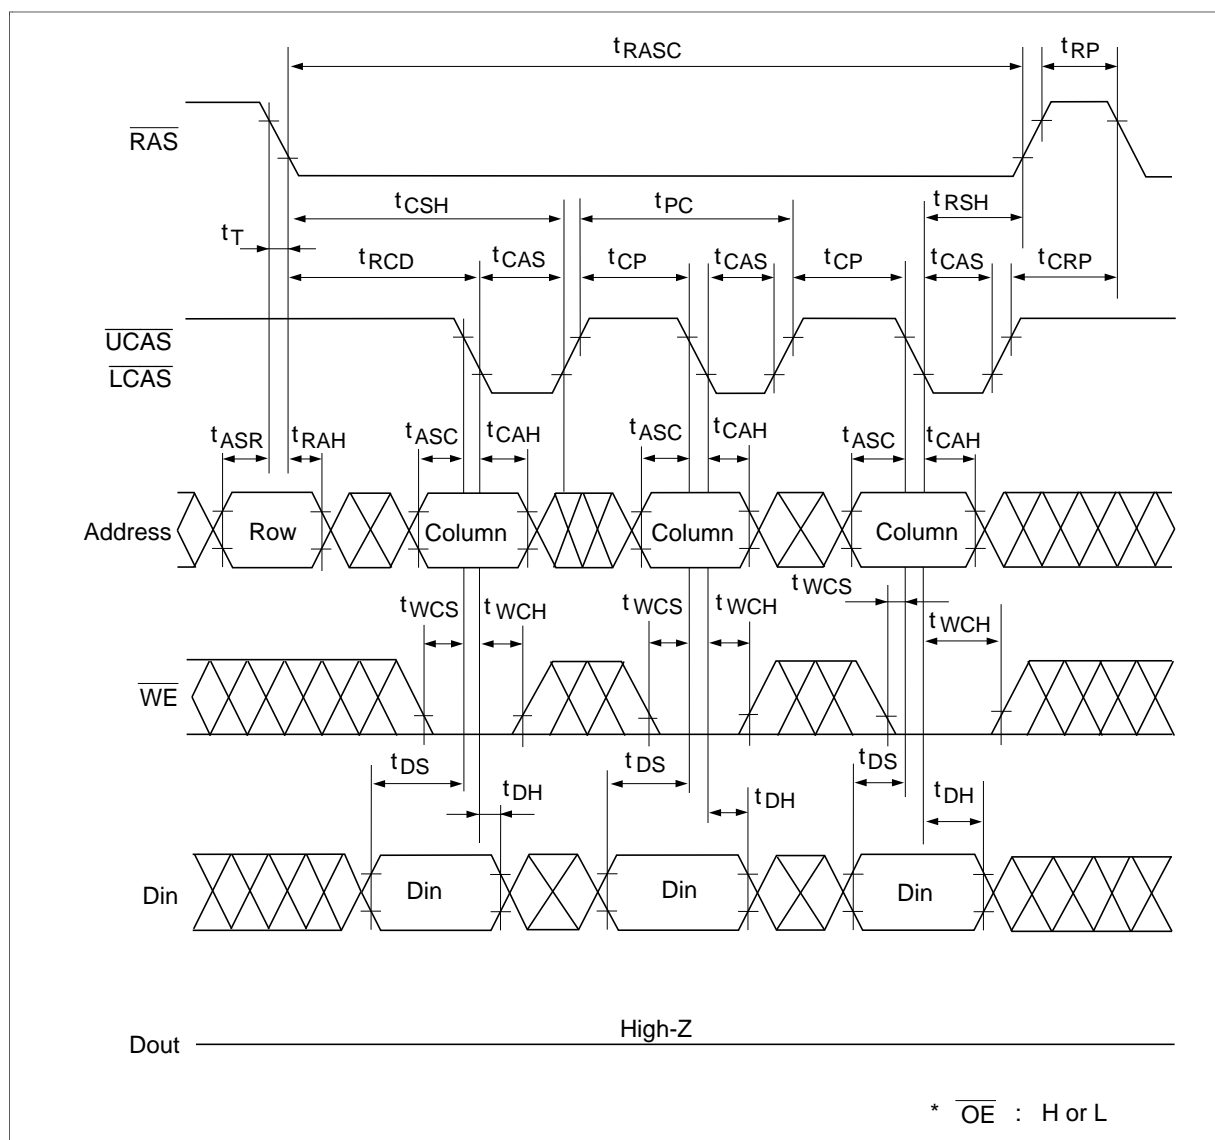 tRASC tRP
RAS
tCSH tPC tRSH
tT
tRCD tCAS tCP tCAS tCP tCAS tCRP
UCAS
LCAS
tASR tRAH tASC tCAH tASC tCAH tASC tCAH
Address Row Column Column Column
tWCS tWCH tWCS tWCH tWCS tWCH
WE
tDS tDH tDS tDH tDS tDH
Din Din Din Din
High-Z
Dout
* OE : H or L